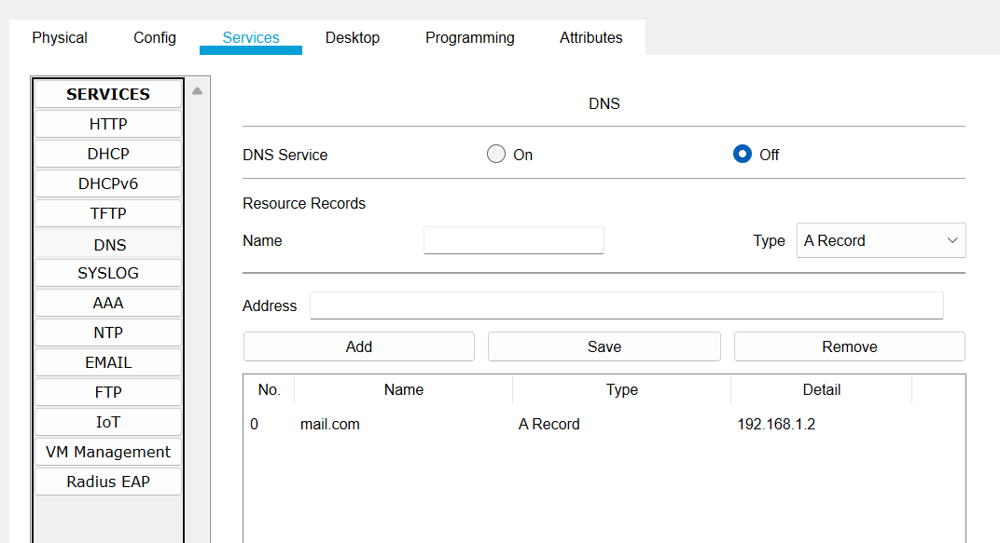 Physical Config Services Desktop Programming Attributes
SERVICES
HTTP
DHCP
DHCPv6
TFTP
DNS
SYSLOG
AAA
NTP
EMAIL
FTP
IoT
VM Management
Radius EAP
DNS
DNS Service On Off
Resource Records
Name Type A Record
Address
Add Save Remove
No. Name Type Detail
0 mail.com A Record 192.168.1.2